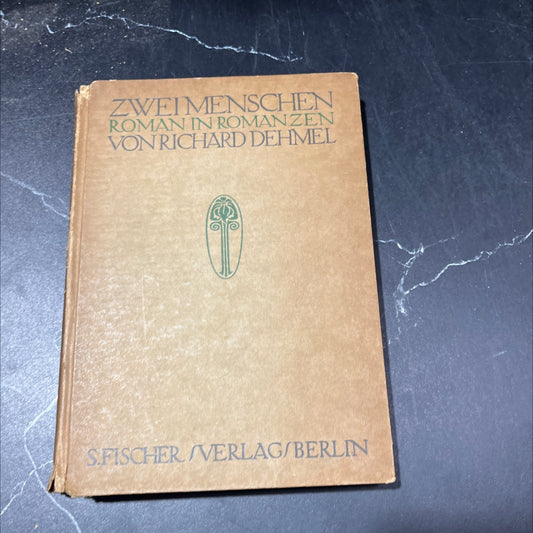 ZWEI MENSCHEN
ROMAN IN ROMANZEN
VON RICHARD DEHMEL
S. FISCHER / VERLAG / BERLIN